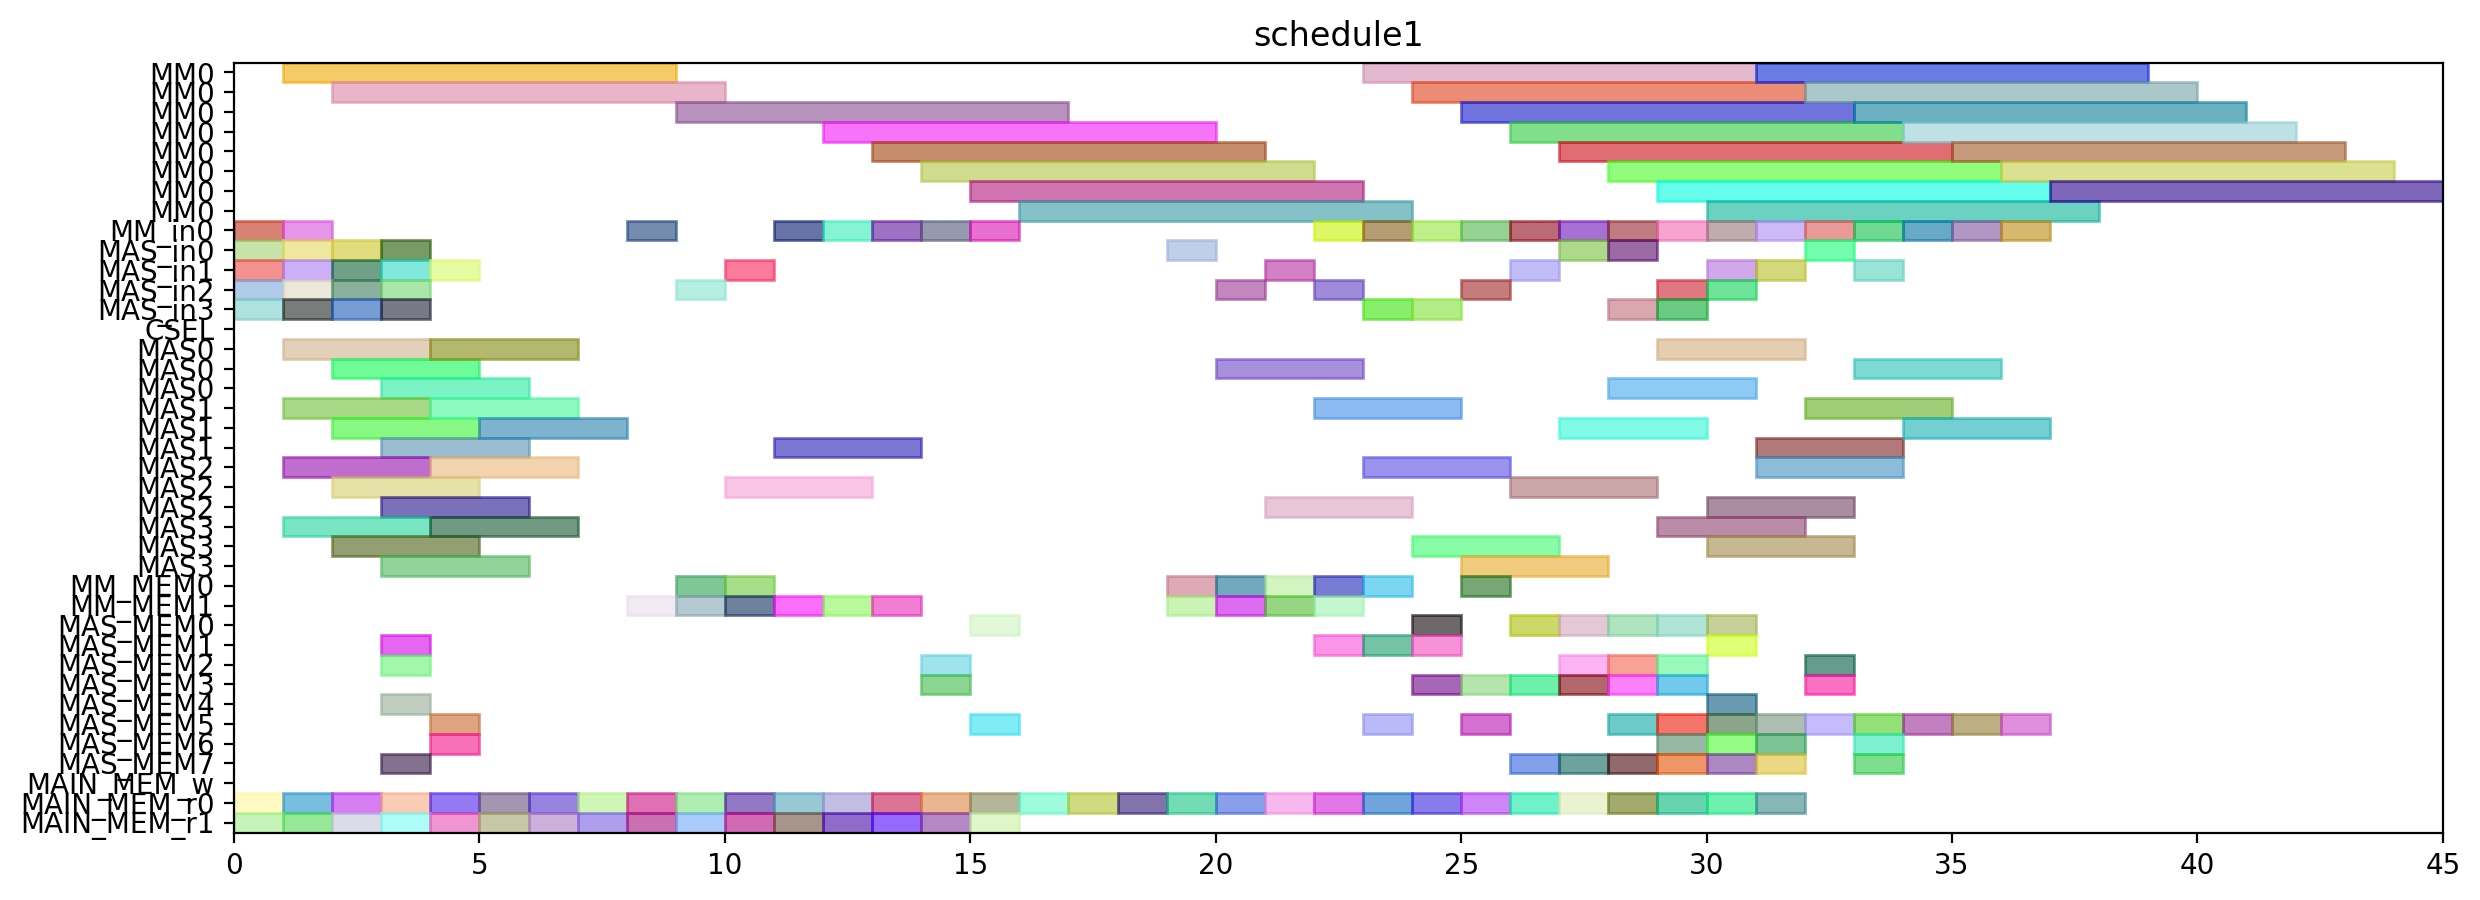 schedule1
MM0
MM0
MM0
MM0
MM0
MM0
MM0
MM0
MM_in0
MAS_in0
MAS_in1
MAS_in2
MAS_in3
CSEL
MAS0
MAS0
MAS0
MAS1
MAS1
MAS1
MAS2
MAS2
MAS2
MAS3
MAS3
MAS3
MM_MEM0
MM_MEM1
MAS_MEM0
MAS_MEM1
MAS_MEM2
MAS_MEM3
MAS_MEM4
MAS_MEM5
MAS_MEM6
MAS_MEM7
MAIN_MEM_w
MAIN_MEM_r0
MAIN_MEM_r1
0 5 10 15 20 25 30 35 40 45